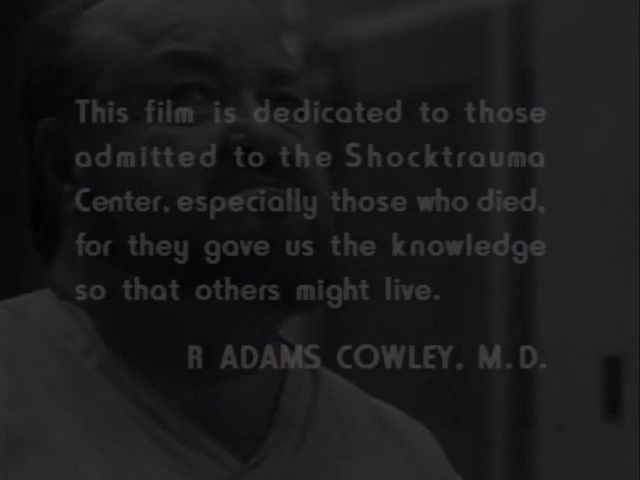 This film is dedicated to those
admitted to the Shocktrauma
Center, especially those who died,
for they gave us the knowledge
so that others might live.
R ADAMS COWLEY, M.D.